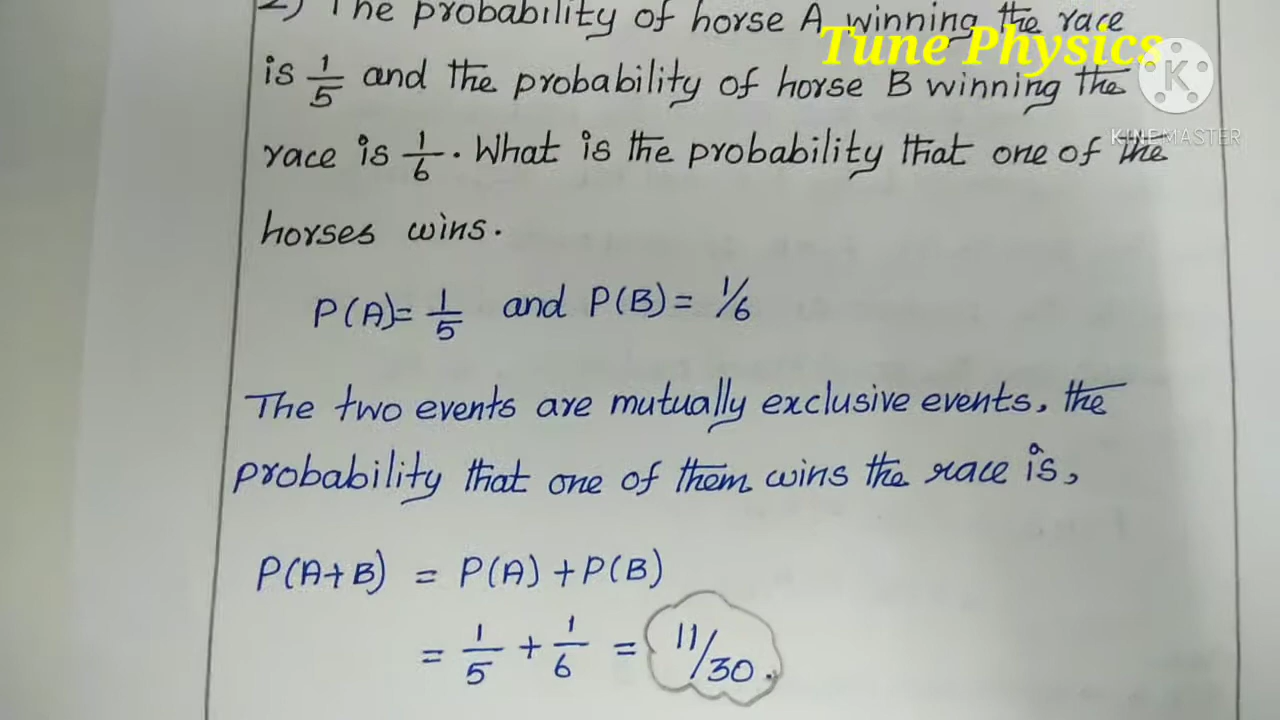 2) The probability of horse A winning the race
Tune Physics
is 1/5 and the probability of horse B winning the
K
race is 1/6. What is the probability that one of the
KINEMASTER
horses wins.
P(A)= 1/5 and P(B) = 1/6
The two events are mutually exclusive events, the
probability that one of them wins the race is,
P(A+B) = P(A) + P(B)
= 1/5 + 1/6 = 11/30.